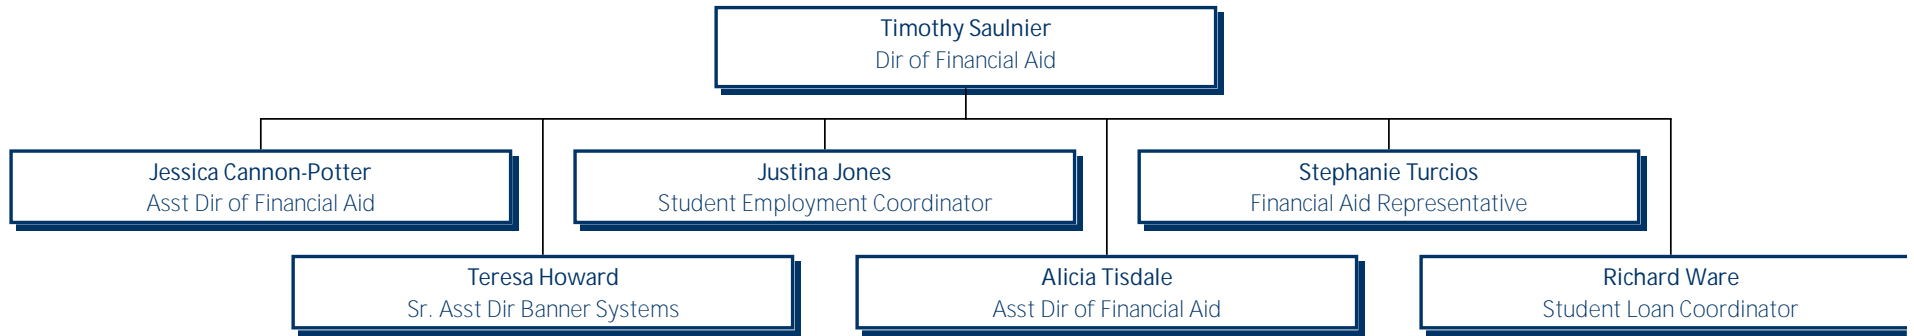 Timothy Saulnier
Dir of Financial Aid
Jessica Cannon-Potter
Asst Dir of Financial Aid
Justina Jones
Student Employment Coordinator
Stephanie Turcios
Financial Aid Representative
Teresa Howard
Sr. Asst Dir Banner Systems
Alicia Tisdale
Asst Dir of Financial Aid
Richard Ware
Student Loan Coordinator